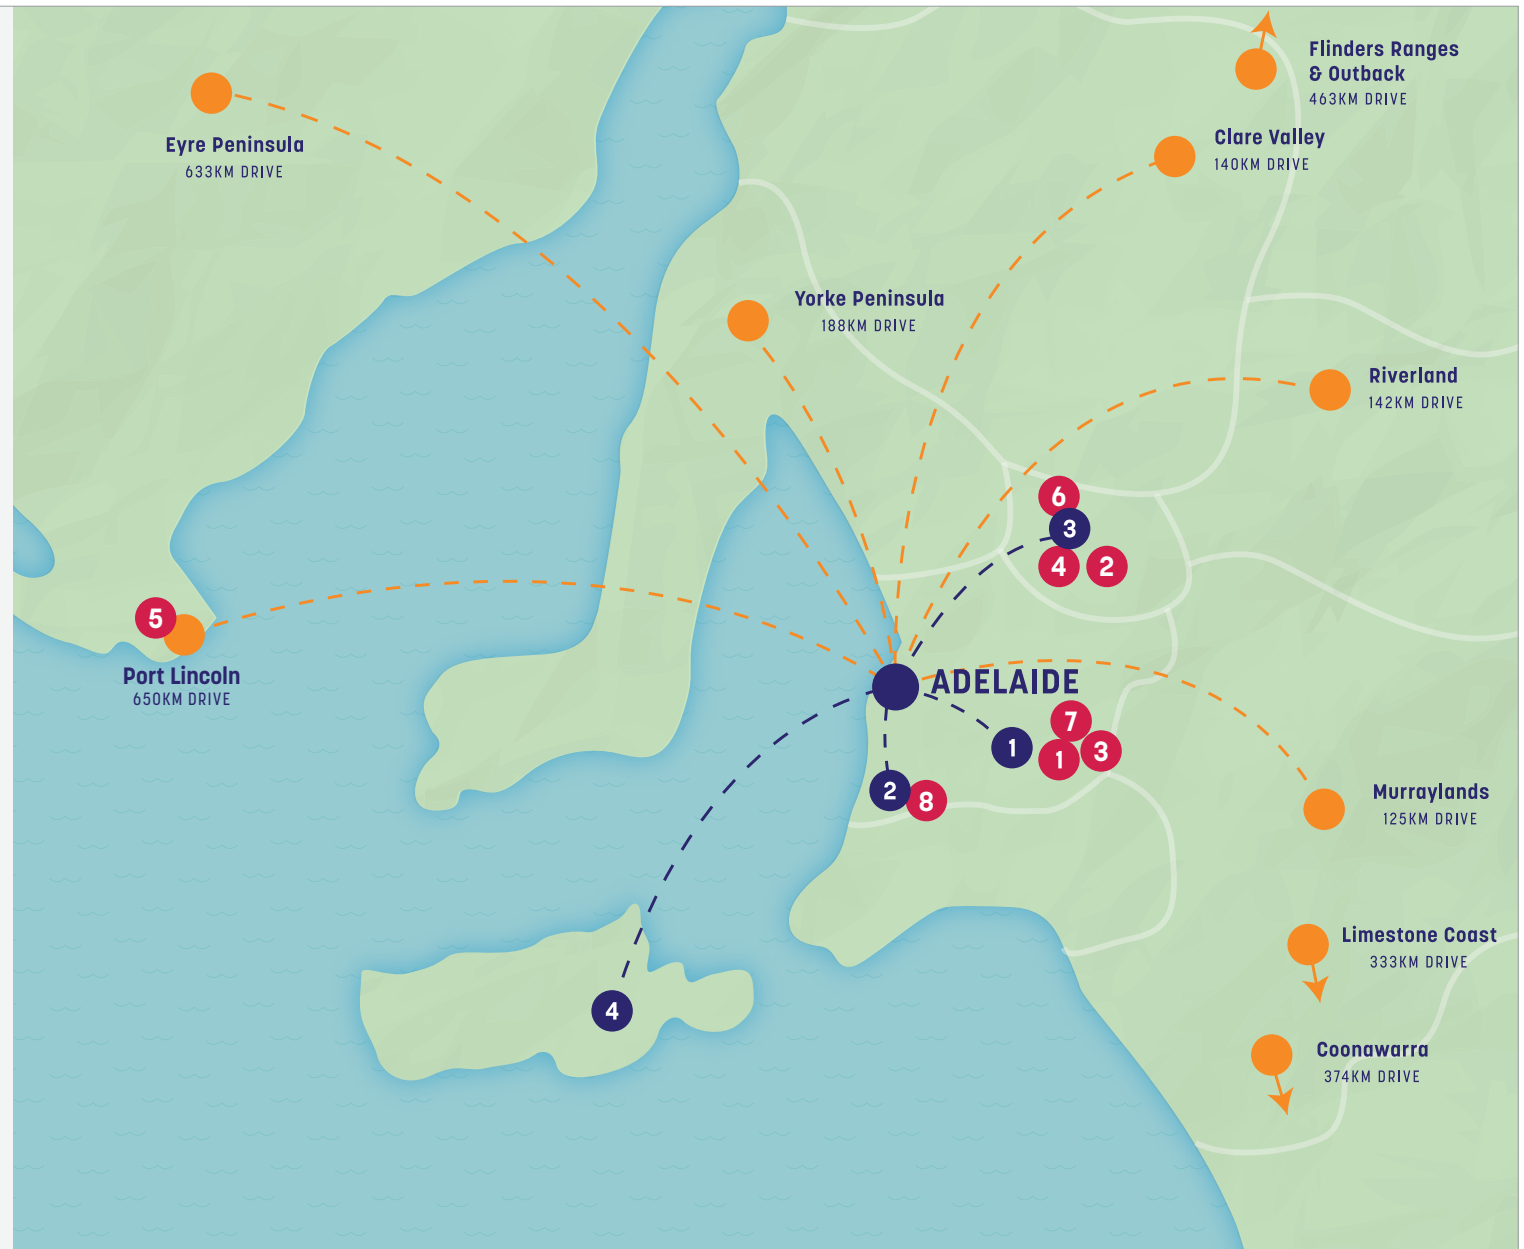 Flinders Ranges
& Outback
463KM DRIVE
Eyre Peninsula
633KM DRIVE
Clare Valley
140KM DRIVE
Yorke Peninsula
188KM DRIVE
Riverland
142KM DRIVE
6
3
4
2
5
Port Lincoln
650KM DRIVE
ADELAIDE
7
1
1
3
2
8
Murraylands
125KM DRIVE
Limestone Coast
333KM DRIVE
4
Coonawarra
374KM DRIVE